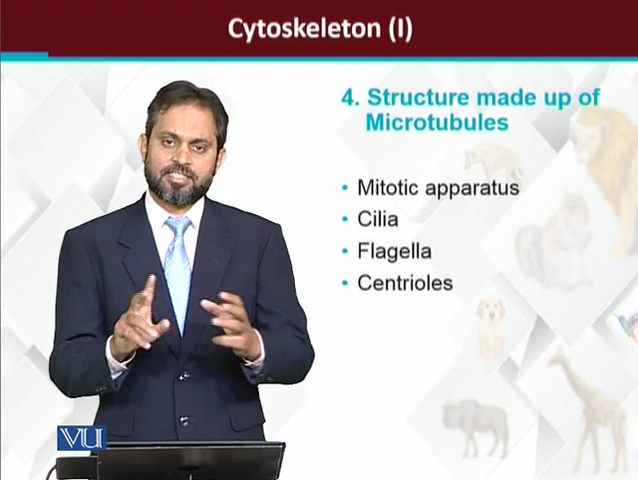 Cytoskeleton (I)
4. Structure made up of
Microtubules
• Mitotic apparatus
• Cilia
• Flagella
• Centrioles
VU